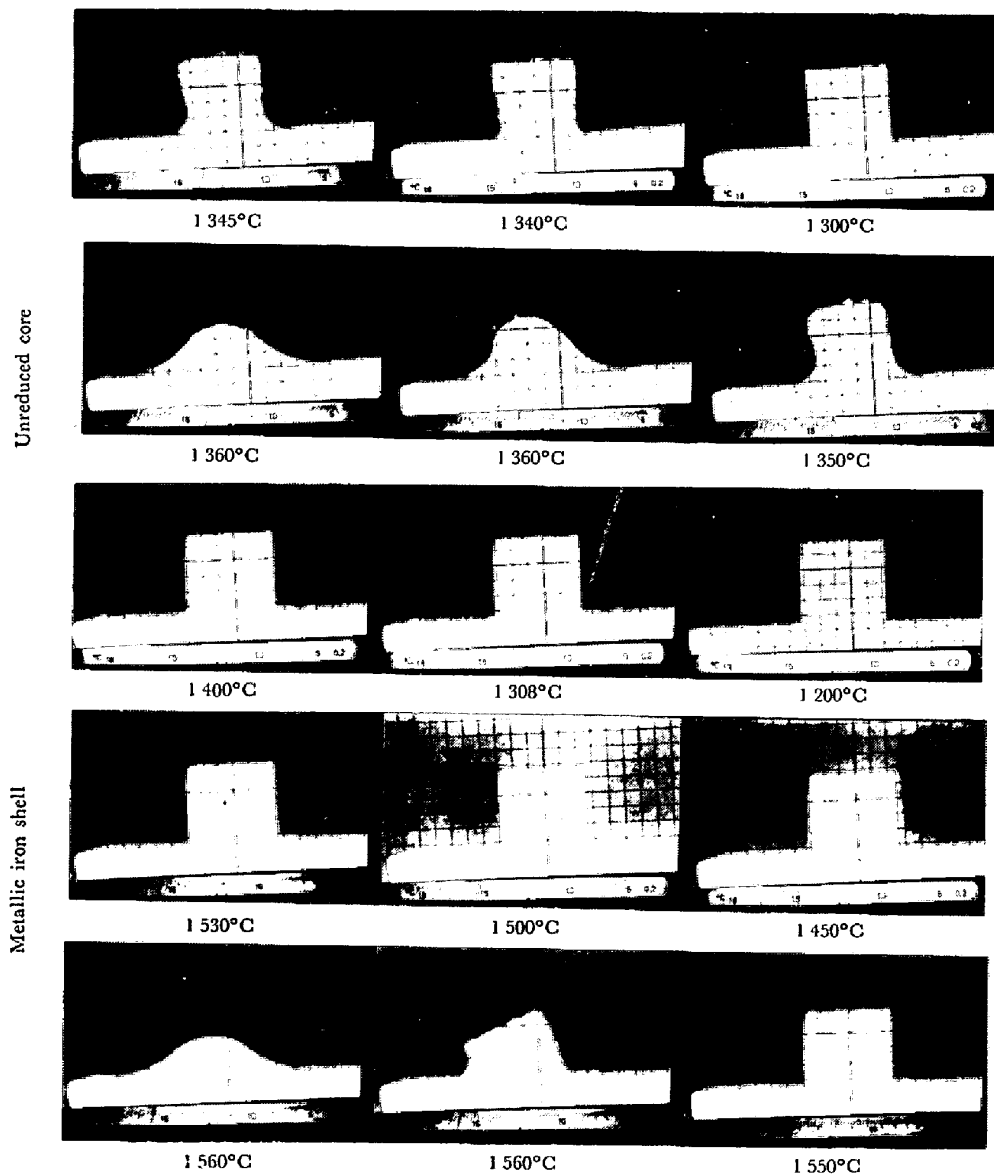 1 345°C
1 340°C
1 300°C
Unreduced core
1 360°C
1 360°C
1 350°C
1 400°C
1 308°C
1 200°C
Metallic iron shell
1 530°C
1 500°C
1 450°C
1 560°C
1 560°C
1 550°C